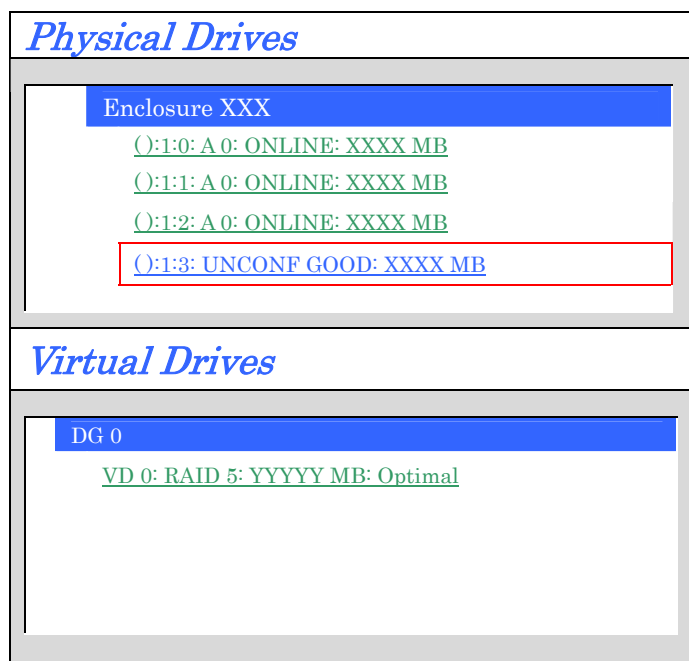 Physical Drives
Enclosure XXX
( ):1:0: A 0: ONLINE: XXXX MB
( ):1:1: A 0: ONLINE: XXXX MB
( ):1:2: A 0: ONLINE: XXXX MB
( ):1:3: UNCONF GOOD: XXXX MB
Virtual Drives
DG 0
VD 0: RAID 5: YYYYY MB: Optimal